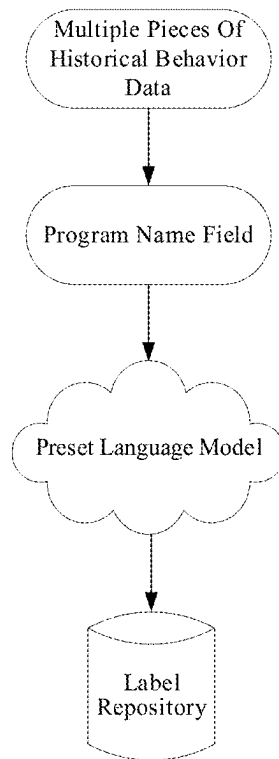 Multiple Pieces Of
Historical Behavior
Data
Program Name Field
Preset Language Model
Label
Repository